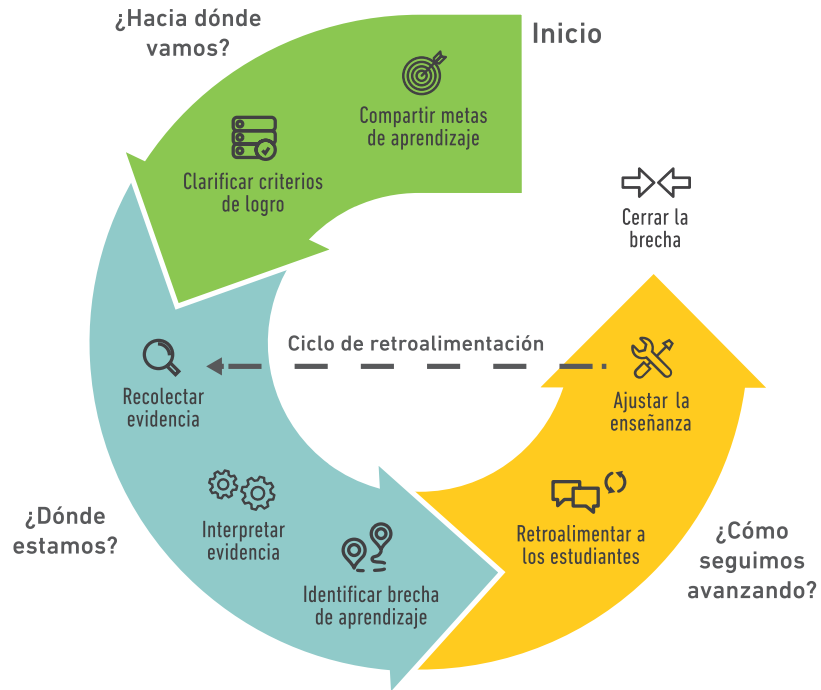 Inicio
¿Hacia dónde
vamos?
Compartir metas
de aprendizaje
Clarificar criterios
de logro
¿Dónde
estamos?
Recolectar
evidencia
Interpretar
evidencia
Identificar brecha
de aprendizaje
¿Cómo
seguimos
avanzando?
Retroalimentar a
los estudiantes
Ajustar la
enseñanza
Ciclo de retroalimentación
Cerrar la
brecha